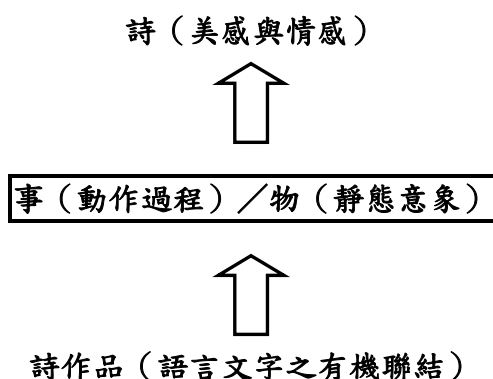 詩（美感與情感）
事（動作過程）／物（靜態意象）
詩作品（語言文字之有機聯結）